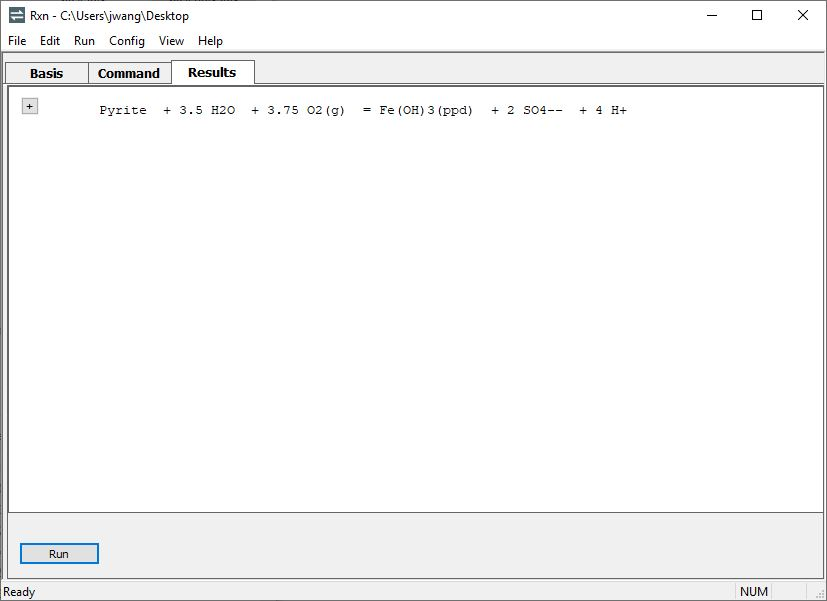 Rxn - C:\Users\jwang\Desktop
File Edit Run Config View Help
Basis Command Results
+ Pyrite + 3.5 H2O + 3.75 O2(g) = Fe(OH)3(ppd) + 2 SO4-- + 4 H+
Run
Ready NUM